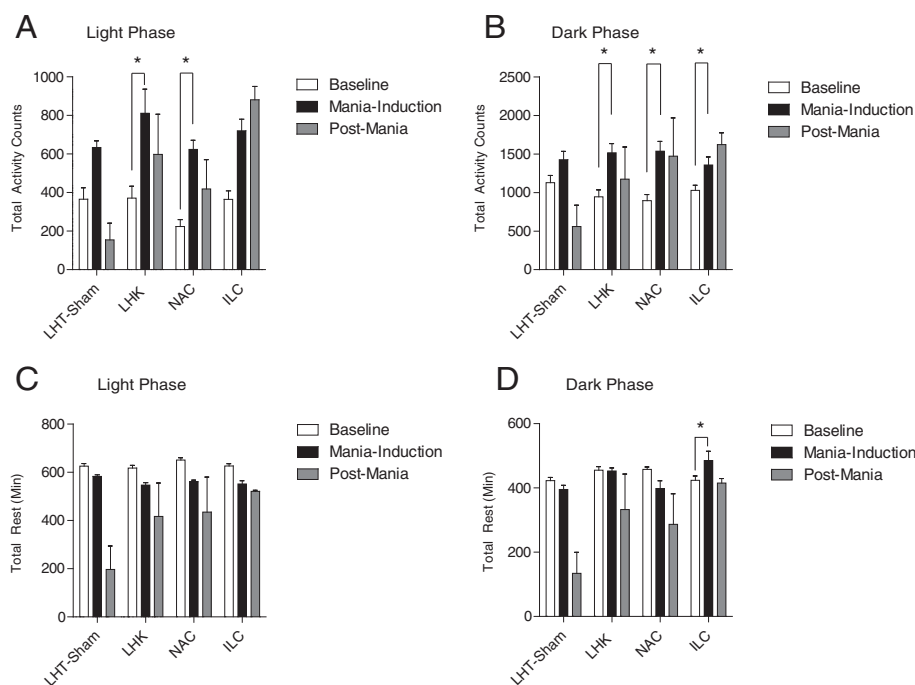 A
Light Phase
*
*
Total Activity Counts
1000
800
600
400
200
0
LHT-Sham
LHK
NAC
ILC
Baseline
Mania-Induction
Post-Mania
B
Dark Phase
*
*
*
Total Activity Counts
2500
2000
1500
1000
500
0
LHT-Sham
LHK
NAC
ILC
Baseline
Mania-Induction
Post-Mania
C
Light Phase
Total Rest (Min)
800
600
400
200
0
LHT-Sham
LHK
NAC
ILC
Baseline
Mania-Induction
Post-Mania
D
Dark Phase
*
Total Rest (Min)
600
400
200
0
LHT-Sham
LHK
NAC
ILC
Baseline
Mania-Induction
Post-Mania